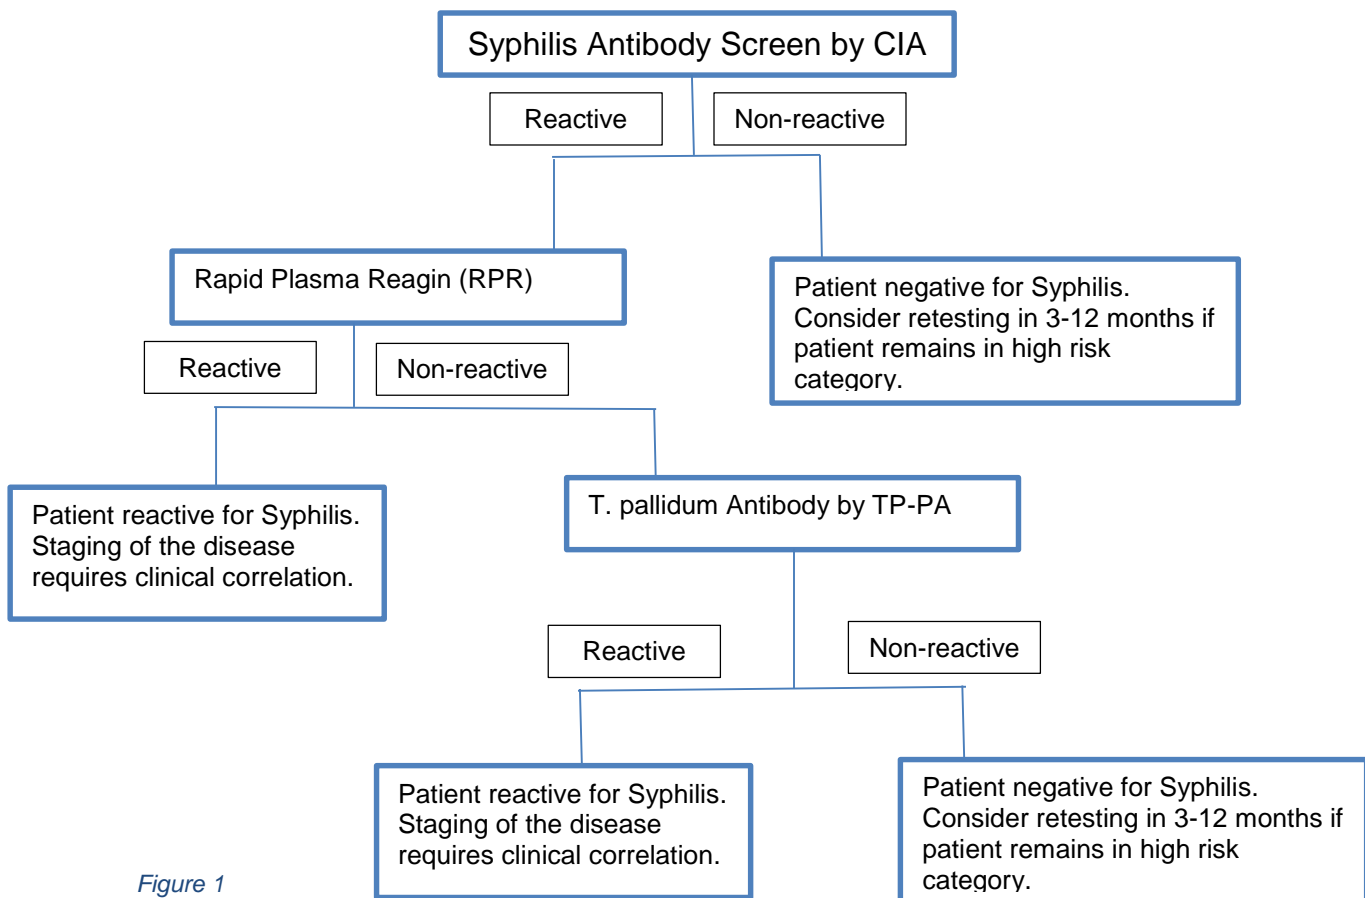 Syphilis Antibody Screen by CIA
Reactive
Non-reactive
Rapid Plasma Reagin (RPR)
Patient negative for Syphilis.
Consider retesting in 3-12 months if
patient remains in high risk
category.
Reactive
Non-reactive
Patient reactive for Syphilis.
Staging of the disease
requires clinical correlation.
T. pallidum Antibody by TP-PA
Reactive
Non-reactive
Patient reactive for Syphilis.
Staging of the disease
requires clinical correlation.
Patient negative for Syphilis.
Consider retesting in 3-12 months if
patient remains in high risk
category.
Figure 1